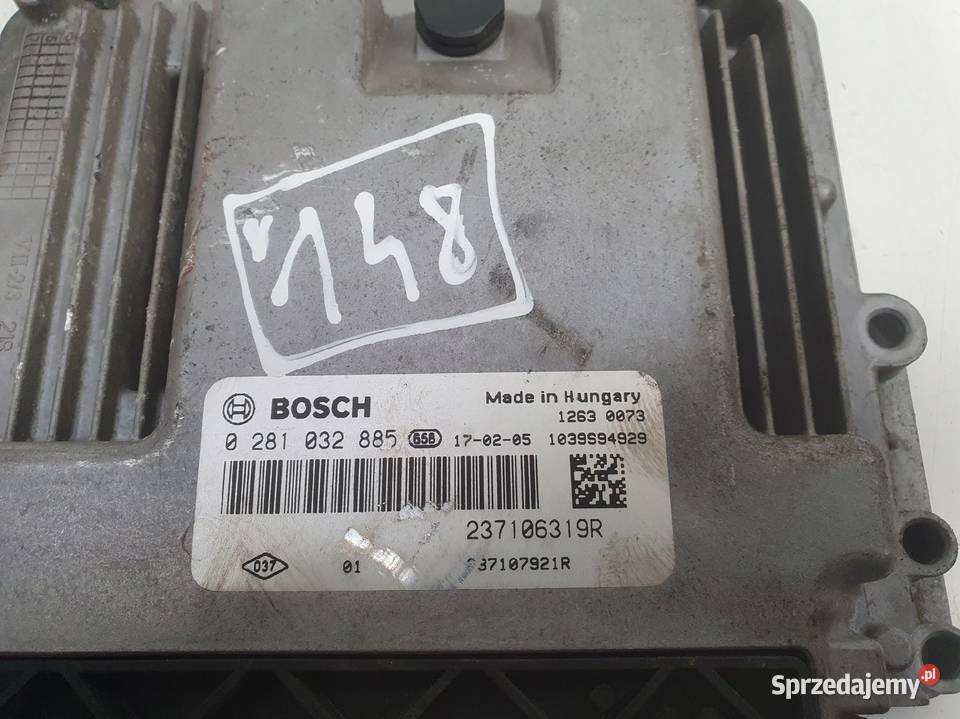 148
BOSCH
Made in Hungary
1263 0073
0 281 032 885 658 17-02-05 1039S94929
237106319R
037 01 237107921R
Sprzedajemy.pl